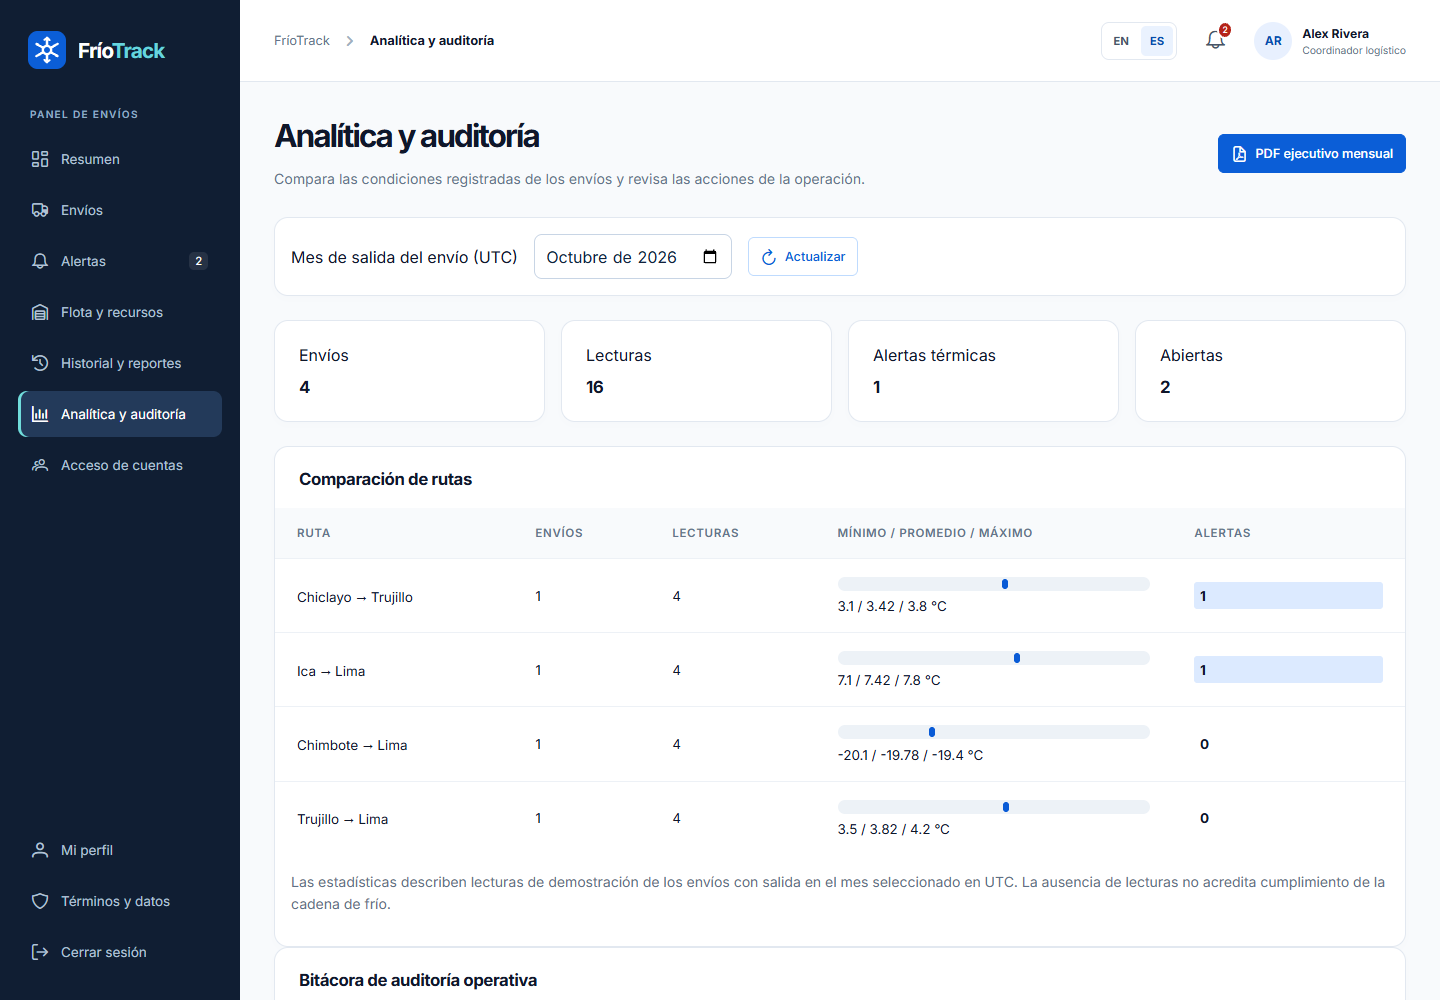 FríoTrack
PANEL DE ENVÍOS
Resumen
Envíos
Alertas 2
Flota y recursos
Historial y reportes
Analítica y auditoría
Acceso de cuentas
Mi perfil
Términos y datos
Cerrar sesión
FríoTrack Analítica y auditoría
EN ES
2
AR
Alex Rivera
Coordinador logístico
Analítica y auditoría
Compara las condiciones registradas de los envíos y revisa las acciones de la operación.
PDF ejecutivo mensual
Mes de salida del envío (UTC) Octubre de 2026 Actualizar
Envíos
4
Lecturas
16
Alertas térmicas
1
Abiertas
2
Comparación de rutas
RUTA ENVÍOS LECTURAS MÍNIMO / PROMEDIO / MÁXIMO ALERTAS
Chiclayo → Trujillo 1 4 3.1 / 3.42 / 3.8 °C 1
Ica → Lima 1 4 7.1 / 7.42 / 7.8 °C 1
Chimbote → Lima 1 4 -20.1 / -19.78 / -19.4 °C 0
Trujillo → Lima 1 4 3.5 / 3.82 / 4.2 °C 0
Las estadísticas describen lecturas de demostración de los envíos con salida en el mes seleccionado en UTC. La ausencia de lecturas no acredita cumplimiento de la
cadena de frío.
Bitácora de auditoría operativa